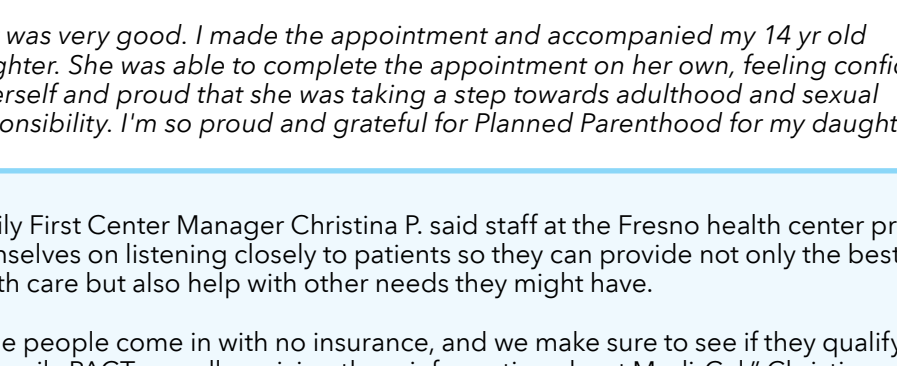 was very good. I made the appointment and accompanied my 14 yr old
ghter. She was able to complete the appointment on her own, feeling confi
erself and proud that she was taking a step towards adulthood and sexual
onsibility. I'm so proud and grateful for Planned Parenthood for my daught
ily First Center Manager Christina P. said staff at the Fresno health center pr
nselves on listening closely to patients so they can provide not only the best
th care but also help with other needs they might have.
e people come in with no insurance, and we make sure to see if they qualify